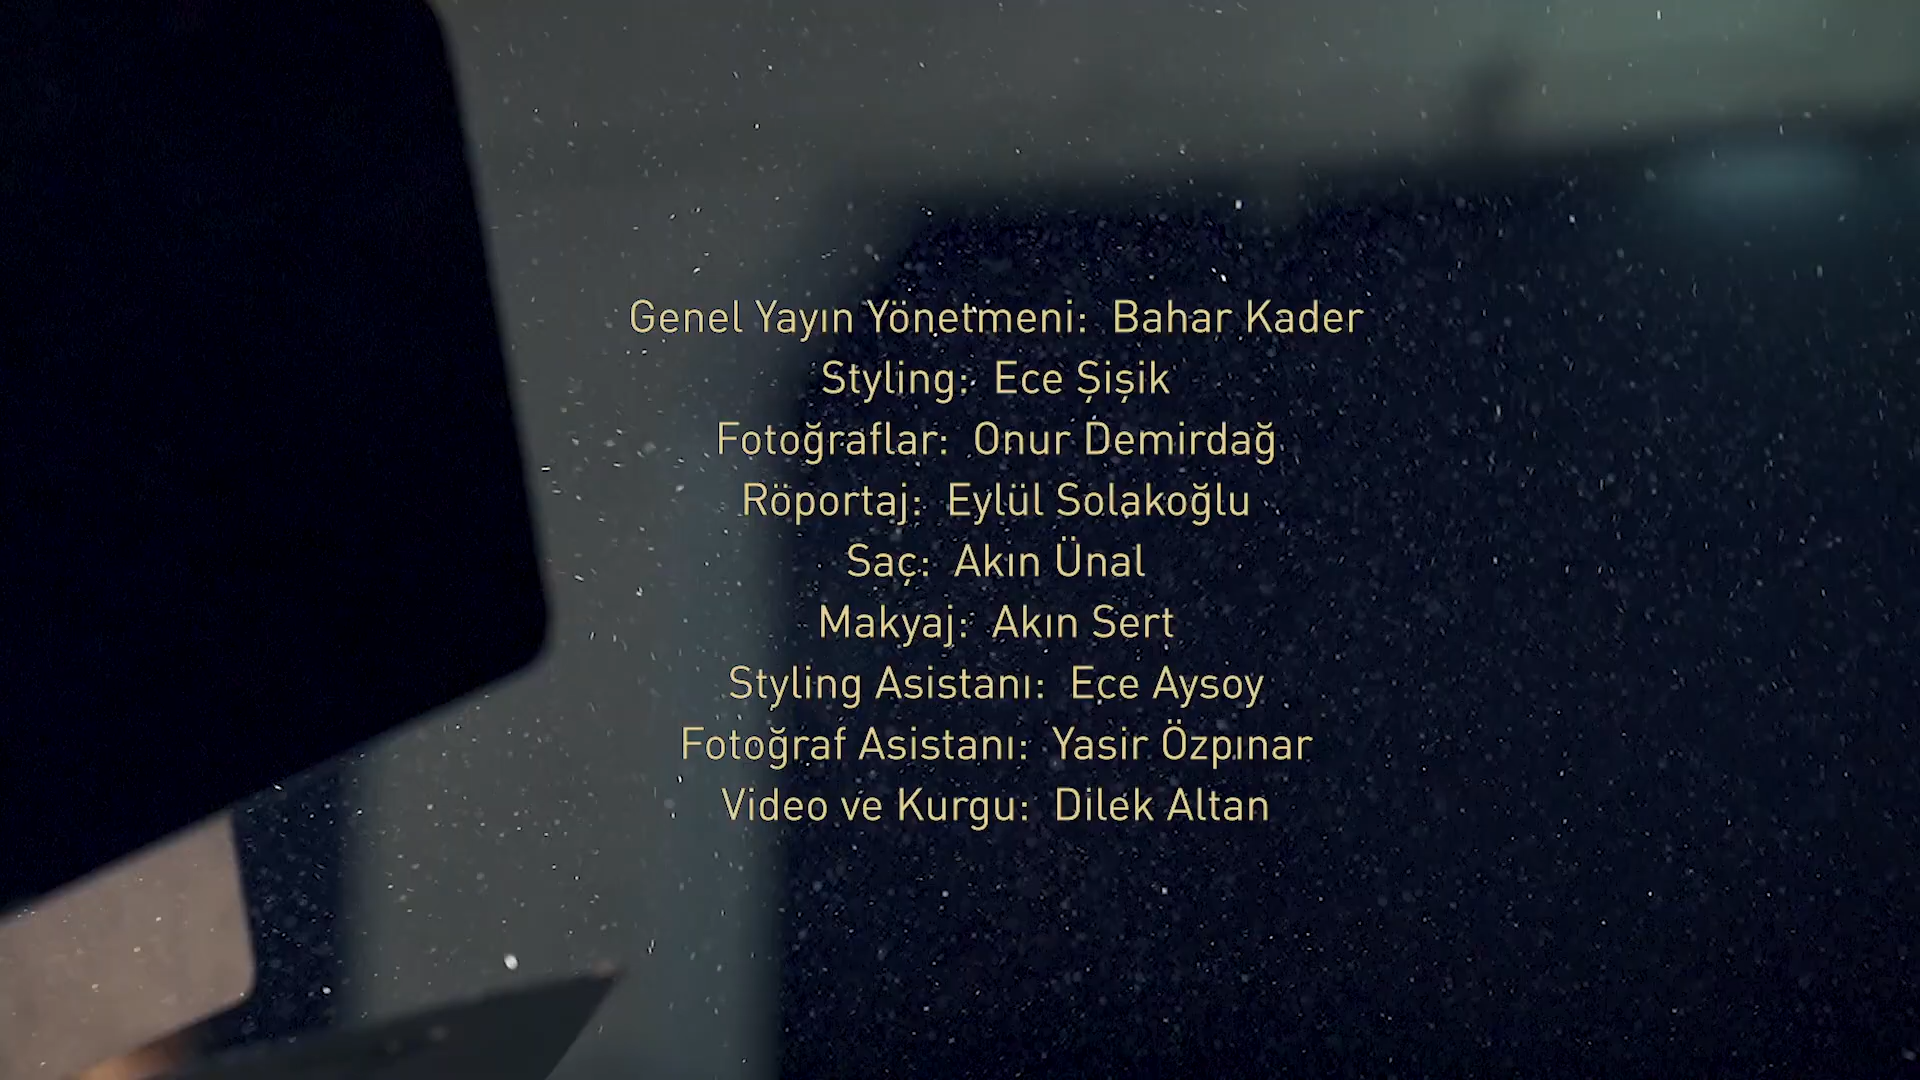 Genel Yayın Yönetmeni: Bahar Kader
Styling: Ece Şişik
Fotoğraflar: Onur Demirdağ
Röportaj: Eylül Solakoğlu
Saç: Akın Ünal
Makyaj: Akın Sert
Styling Asistanı: Ece Aysoy
Fotoğraf Asistanı: Yasir Özpınar
Video ve Kurgu: Dilek Altan